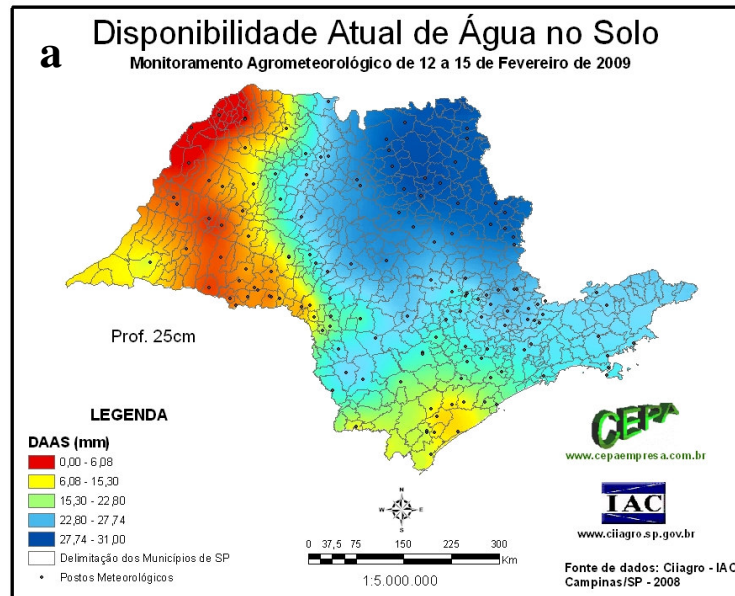 Disponibilidade Atual de Água no Solo
a
Monitoramento Agrometeorológico de 12 a 15 de Fevereiro de 2009
Prof. 25cm
LEGENDA
DAAS (mm)
0,00 - 6,08
6,08 - 15,30
15,30 - 22,80
22,80 - 27,74
27,74 - 31,00
Delimitação dos Municípios de SP
Postos Meteorológicos
N
W E
S
0 37,5 75 150 225 300
Km
1:5.000.000
CEPA
www.cepaempresa.com.br
IAC
www.ciiagro.sp.gov.br
Fonte de dados: Ciiagro - IAC
Campinas/SP - 2008